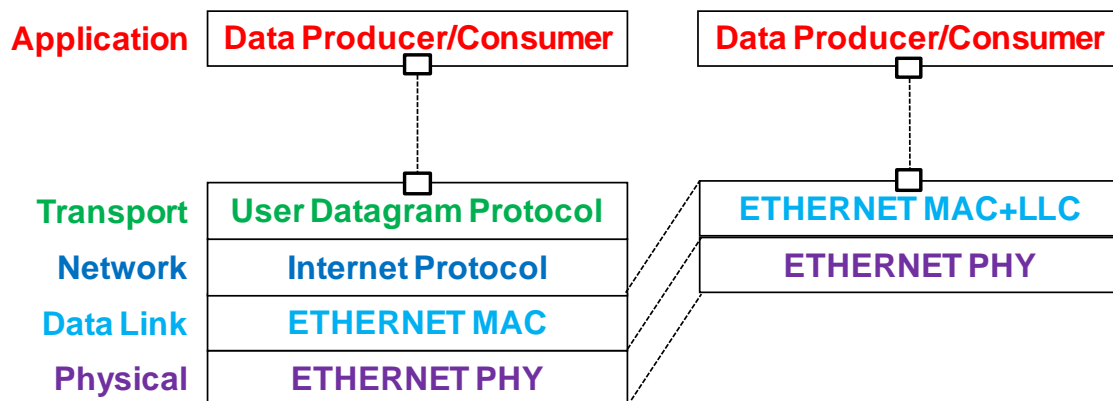 Application Data Producer/Consumer Data Producer/Consumer
Transport User Datagram Protocol ETHERNET MAC+LLC
Network Internet Protocol ETHERNET PHY
Data Link ETHERNET MAC
Physical ETHERNET PHY